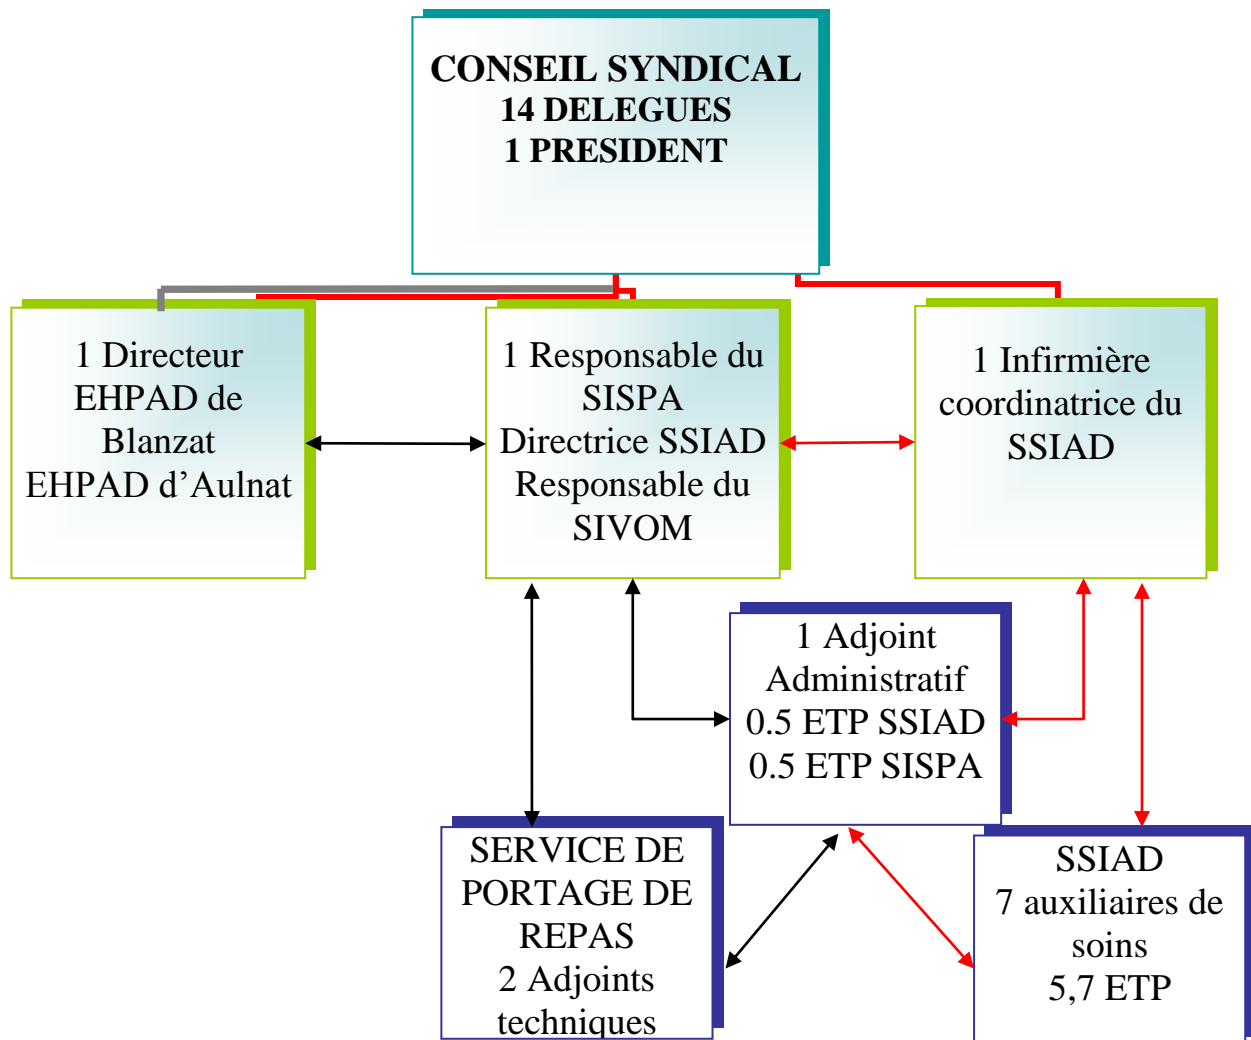 CONSEIL SYNDICAL
14 DELEGUES
1 PRESIDENT
1 Directeur
EHPAD de
Blanzat
EHPAD d’Aulnat
1 Responsable du
SISPA
Directrice SSIAD
Responsable du
SIVOM
1 Infirmière
coordinatrice du
SSIAD
1 Adjoint
Administratif
0.5 ETP SSIAD
0.5 ETP SISPA
SERVICE DE
PORTAGE DE
REPAS
2 Adjoints
techniques
SSIAD
7 auxiliaires de
soins
5,7 ETP